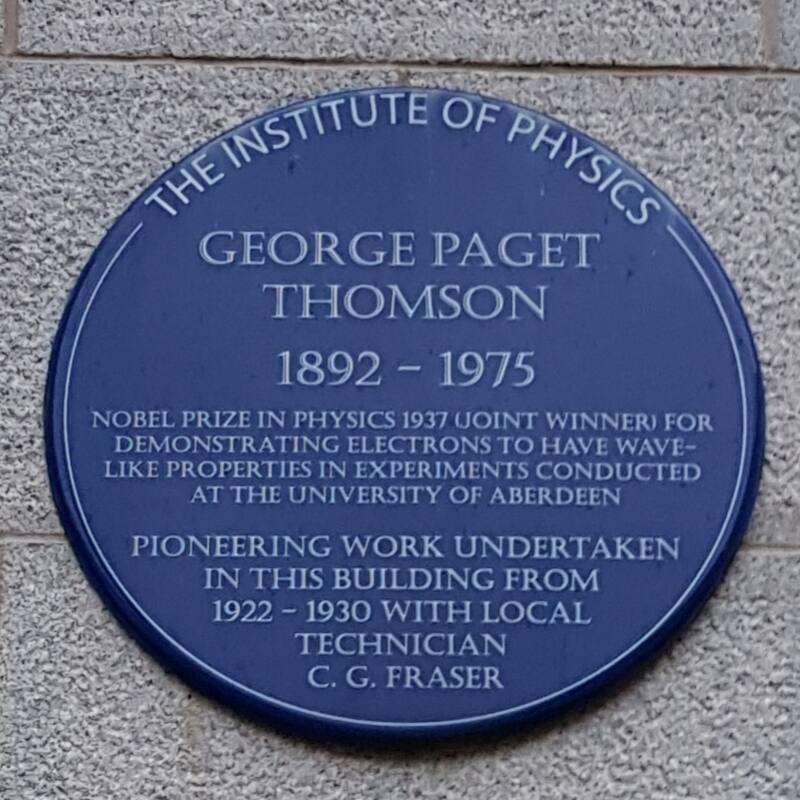 THE INSTITUTE OF PHYSICS
GEORGE PAGET
THOMSON
1892 – 1975
NOBEL PRIZE IN PHYSICS 1937 (JOINT WINNER) FOR
DEMONSTRATING ELECTRONS TO HAVE WAVE-
LIKE PROPERTIES IN EXPERIMENTS CONDUCTED
AT THE UNIVERSITY OF ABERDEEN
PIONEERING WORK UNDERTAKEN
IN THIS BUILDING FROM
1922 – 1930 WITH LOCAL
TECHNICIAN
C. G. FRASER